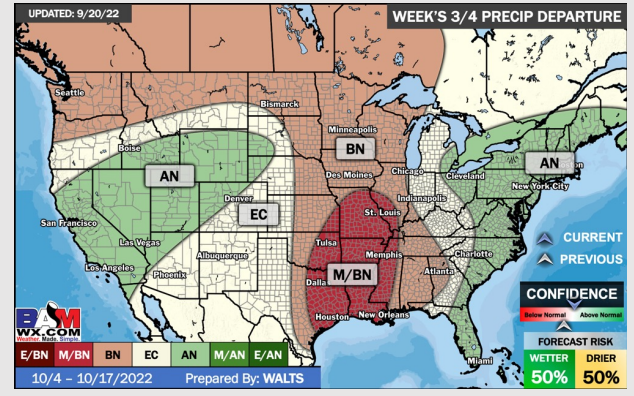 UPDATED: 9/20/22
WEEK'S 3/4 PRECIP DEPARTURE
Seattle
Bismarck
Minneapolis
BN
Boise
AN
Des Moines
Chicago
Cleveland
AN
New York City
Denver
EC
Indianapolis
St. Louis
San Francisco
Las Vegas
Tulsa
Memphis
Charlotte
CURRENT
PREVIOUS
Los Angeles
Phoenix
Albuquerque
Atlanta
M/BN
Houston
New Orleans
CONFIDENCE
Below Normal
Above Normal
BAM
WX.COM
Weather. Made. Simple.
FORECAST RISK
E/BN M/BN BN EC AN M/AN E/AN
Miami
WETTER DRIER
50% 50%
10/4 – 10/17/2022 Prepared By: WALTS